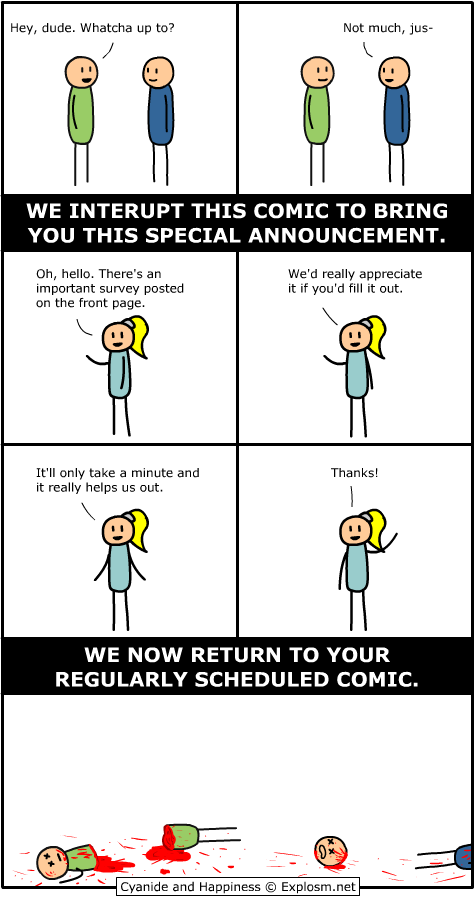 Hey, dude. Whatcha up to?
Not much, jus-
WE INTERUPT THIS COMIC TO BRING
YOU THIS SPECIAL ANNOUNCEMENT.
Oh, hello. There's an
important survey posted
on the front page.
We'd really appreciate
it if you'd fill it out.
It'll only take a minute and
it really helps us out.
Thanks!
WE NOW RETURN TO YOUR
REGULARLY SCHEDULED COMIC.
Cyanide and Happiness © Explosm.net